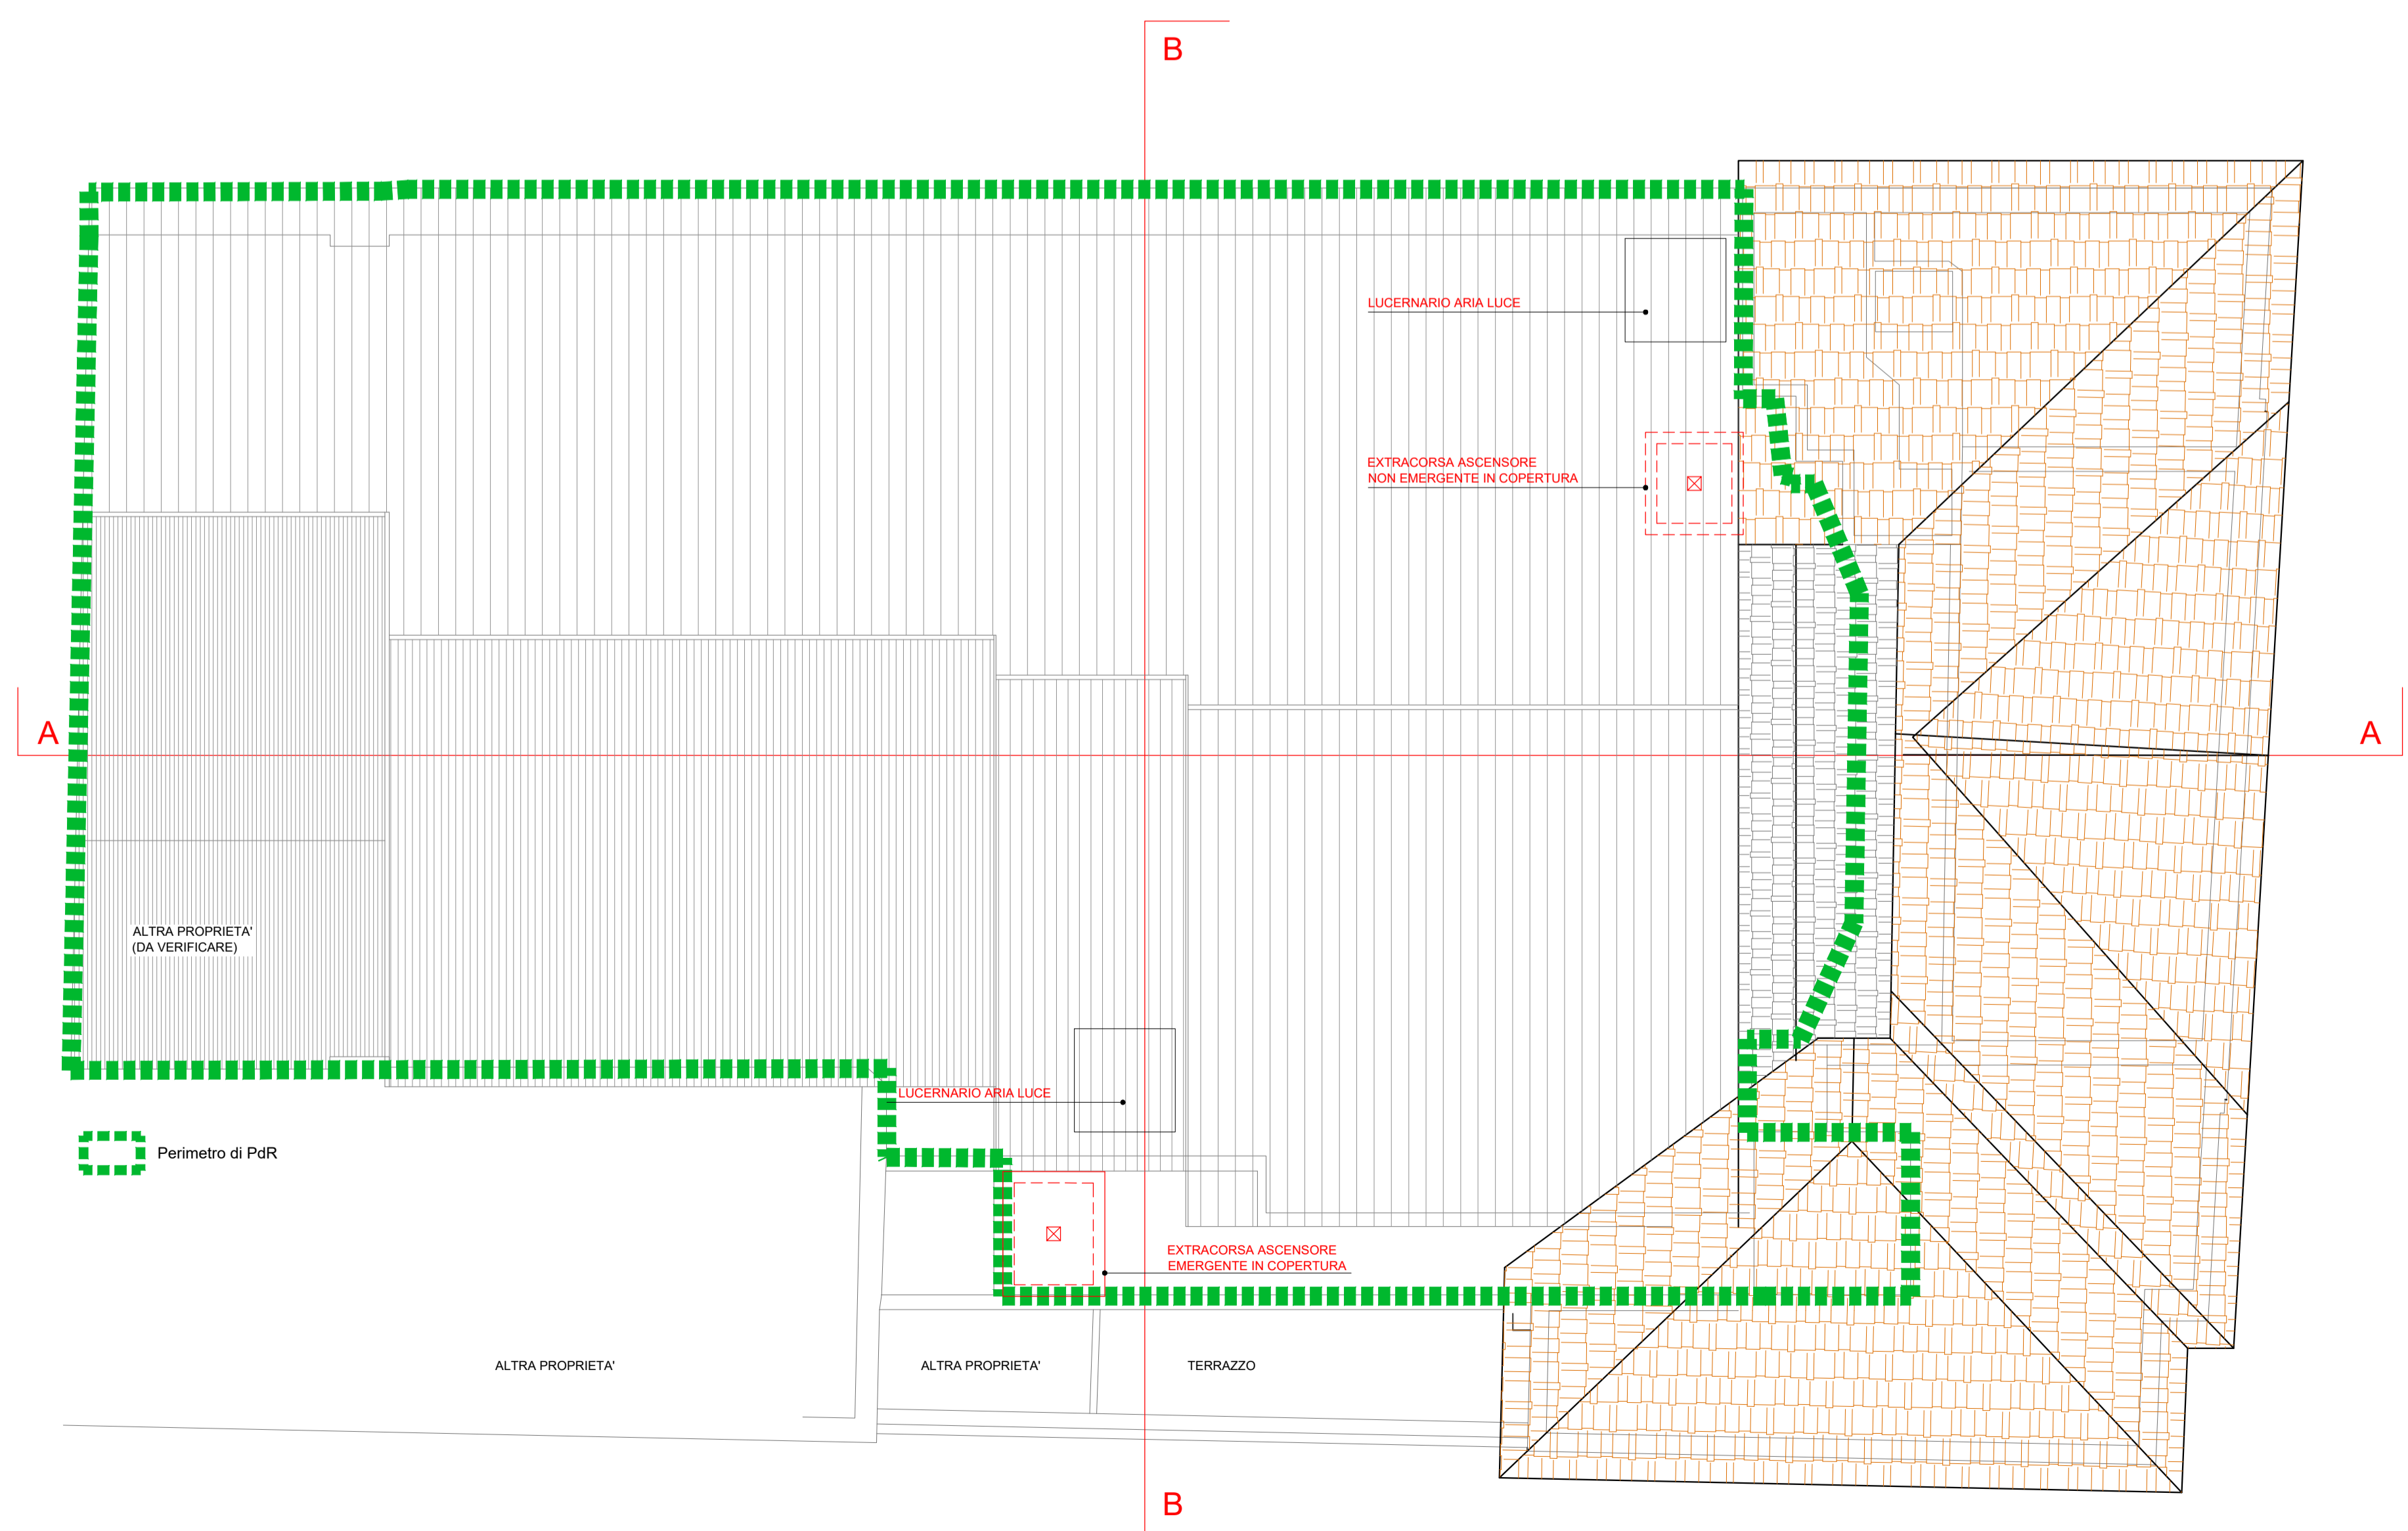 B
LUCERNARIO ARIA LUCE
EXTRACORSA ASCENSORE
NON EMERGENTE IN COPERTURA
A
A
ALTRA PROPRIETA'
(DA VERIFICARE)
LUCERNARIO ARIA LUCE
Perimetro di PdR
EXTRACORSA ASCENSORE
EMERGENTE IN COPERTURA
ALTRA PROPRIETA'
ALTRA PROPRIETA'
TERRAZZO
B